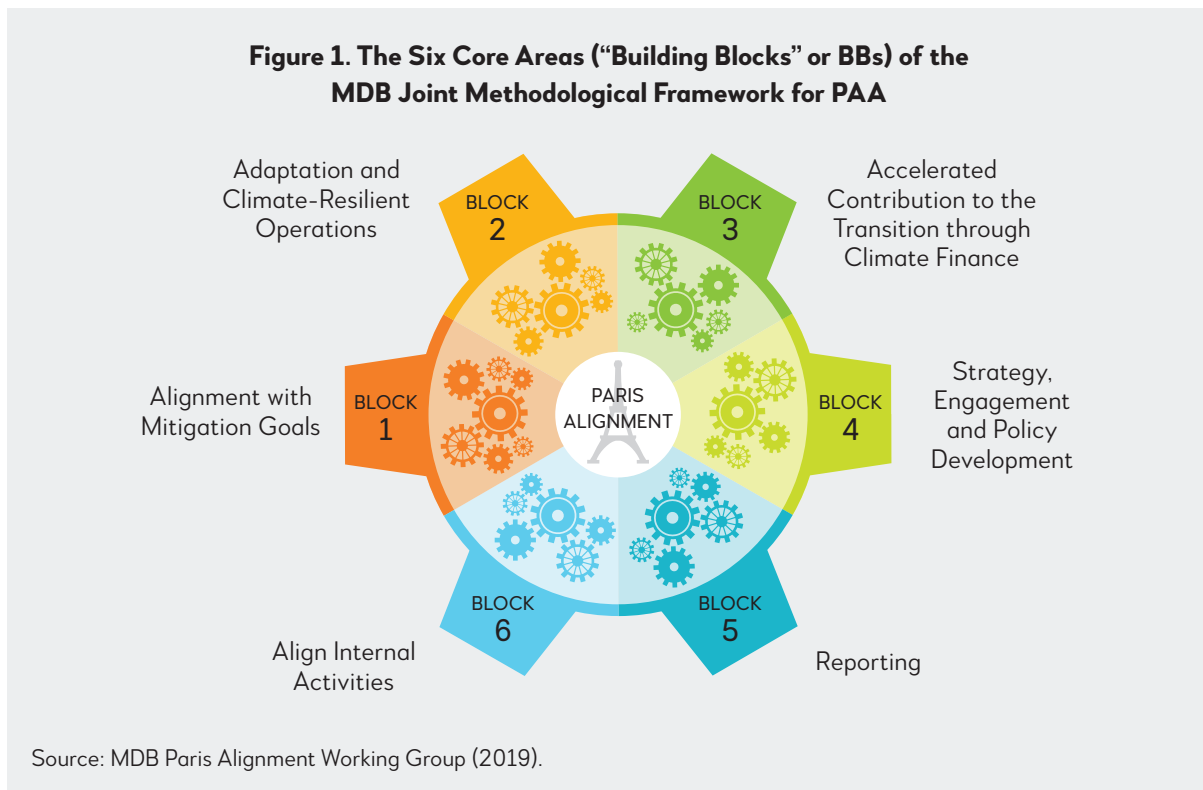 Figure 1. The Six Core Areas (“Building Blocks” or BBs) of the
MDB Joint Methodological Framework for PAA
Adaptation and
Climate-Resilient
Operations
BLOCK
2
BLOCK
3
Accelerated
Contribution to the
Transition through
Climate Finance
Alignment with
Mitigation Goals
BLOCK
1
PARIS
ALIGNMENT
BLOCK
4
Strategy,
Engagement
and Policy
Development
Align Internal
Activities
BLOCK
6
BLOCK
5
Reporting
Source: MDB Paris Alignment Working Group (2019).